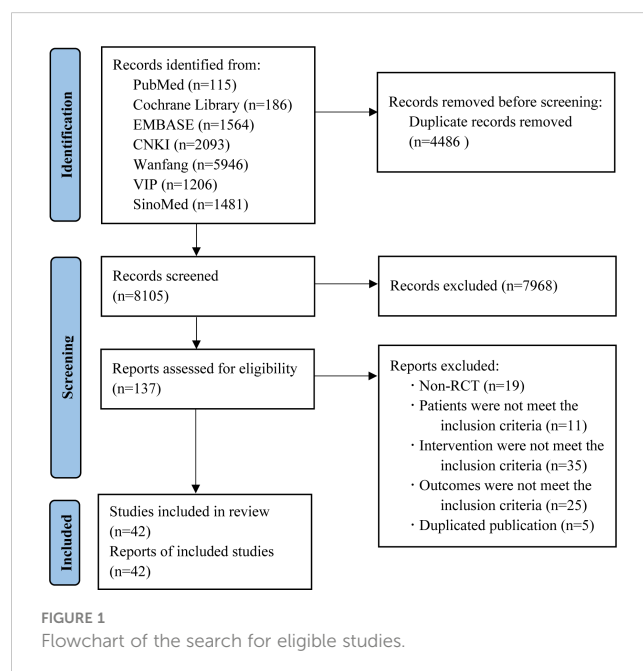 Identification
Records identified from:
PubMed (n=115)
Cochrane Library (n=186)
EMBASE (n=1564)
CNKI (n=2093)
Wanfang (n=5946)
VIP (n=1206)
SinoMed (n=1481)
Records removed before screening:
Duplicate records removed
(n=4486 )
Screening
Records screened
(n=8105)
Records excluded (n=7968)
Reports assessed for eligibility
(n=137)
Reports excluded:
· Non-RCT (n=19)
· Patients were not meet the
inclusion criteria (n=11)
· Intervention were not meet the
inclusion criteria (n=35)
· Outcomes were not meet the
inclusion criteria (n=25)
· Duplicated publication (n=5)
Included
Studies included in review
(n=42)
Reports of included studies
(n=42)
FIGURE 1
Flowchart of the search for eligible studies.